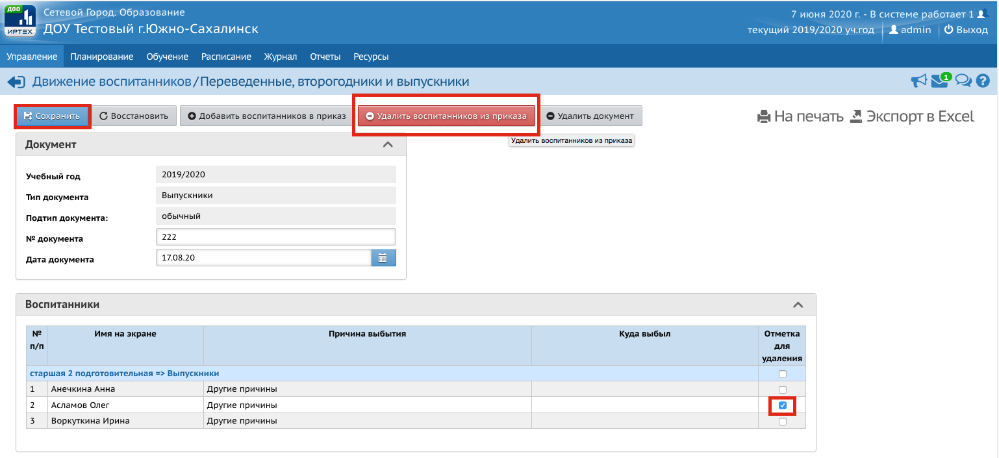 ДОО
ИРТЕХ
Сетевой Город. Образование
ДОУ Тестовый г.Южно-Сахалинск
7 июня 2020 г. - В системе работает 1
текущий 2019/2020 уч.год admin Выход
Управление Планирование Обучение Расписание Журнал Отчеты Ресурсы
Движение воспитанников/Переведенные, второгодники и выпускники
1
?
Сохранить Восстановить Добавить воспитанников в приказ Удалить воспитанников из приказа Удалить документ
На печать Экспорт в Excel
Удалить воспитанников из приказа
Документ
Учебный год 2019/2020
Тип документа Выпускники
Подтип документа: обычный
№ документа 222
Дата документа 17.08.20
Воспитанники
№ п/п Имя на экране Причина выбытия Куда выбыл Отметка для удаления
старшая 2 подготовительная => Выпускники
1 Анечкина Анна Другие причины
2 Асламов Олег Другие причины
3 Воркуткина Ирина Другие причины